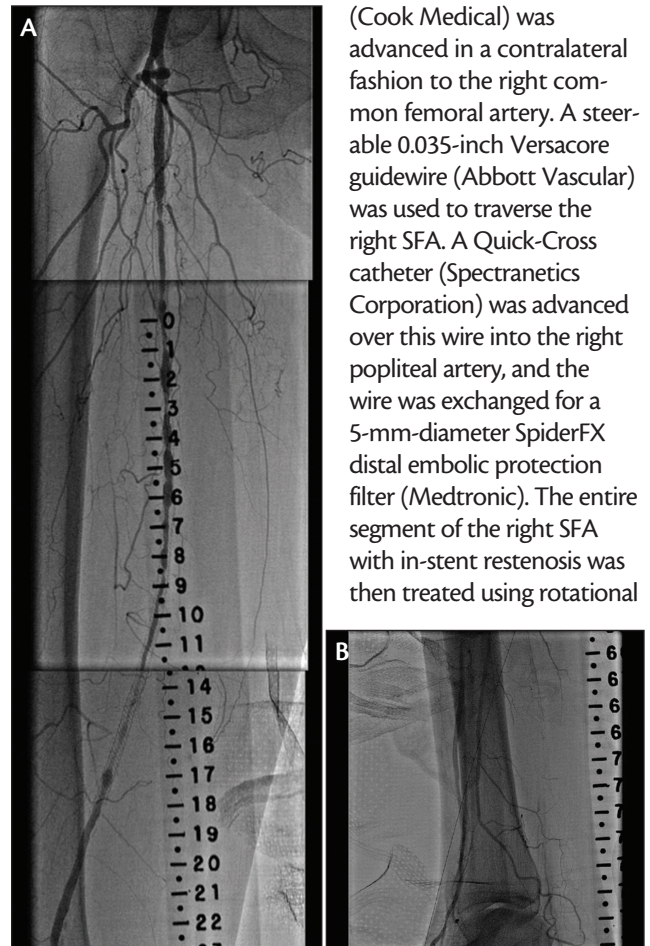 A
0
1
2
3
4
5
6
7
8
9
10
11
14
15
16
17
18
19
20
21
22
(Cook Medical) was
advanced in a contralateral
fashion to the right com-
mon femoral artery. A steer-
able 0.035-inch Versacore
guidewire (Abbott Vascular)
was used to traverse the
right SFA. A Quick-Cross
catheter (Spectranetics
Corporation) was advanced
over this wire into the right
popliteal artery, and the
wire was exchanged for a
5-mm-diameter SpiderFX
distal embolic protection
filter (Medtronic). The entire
segment of the right SFA
with in-stent restenosis was
then treated using rotational
B